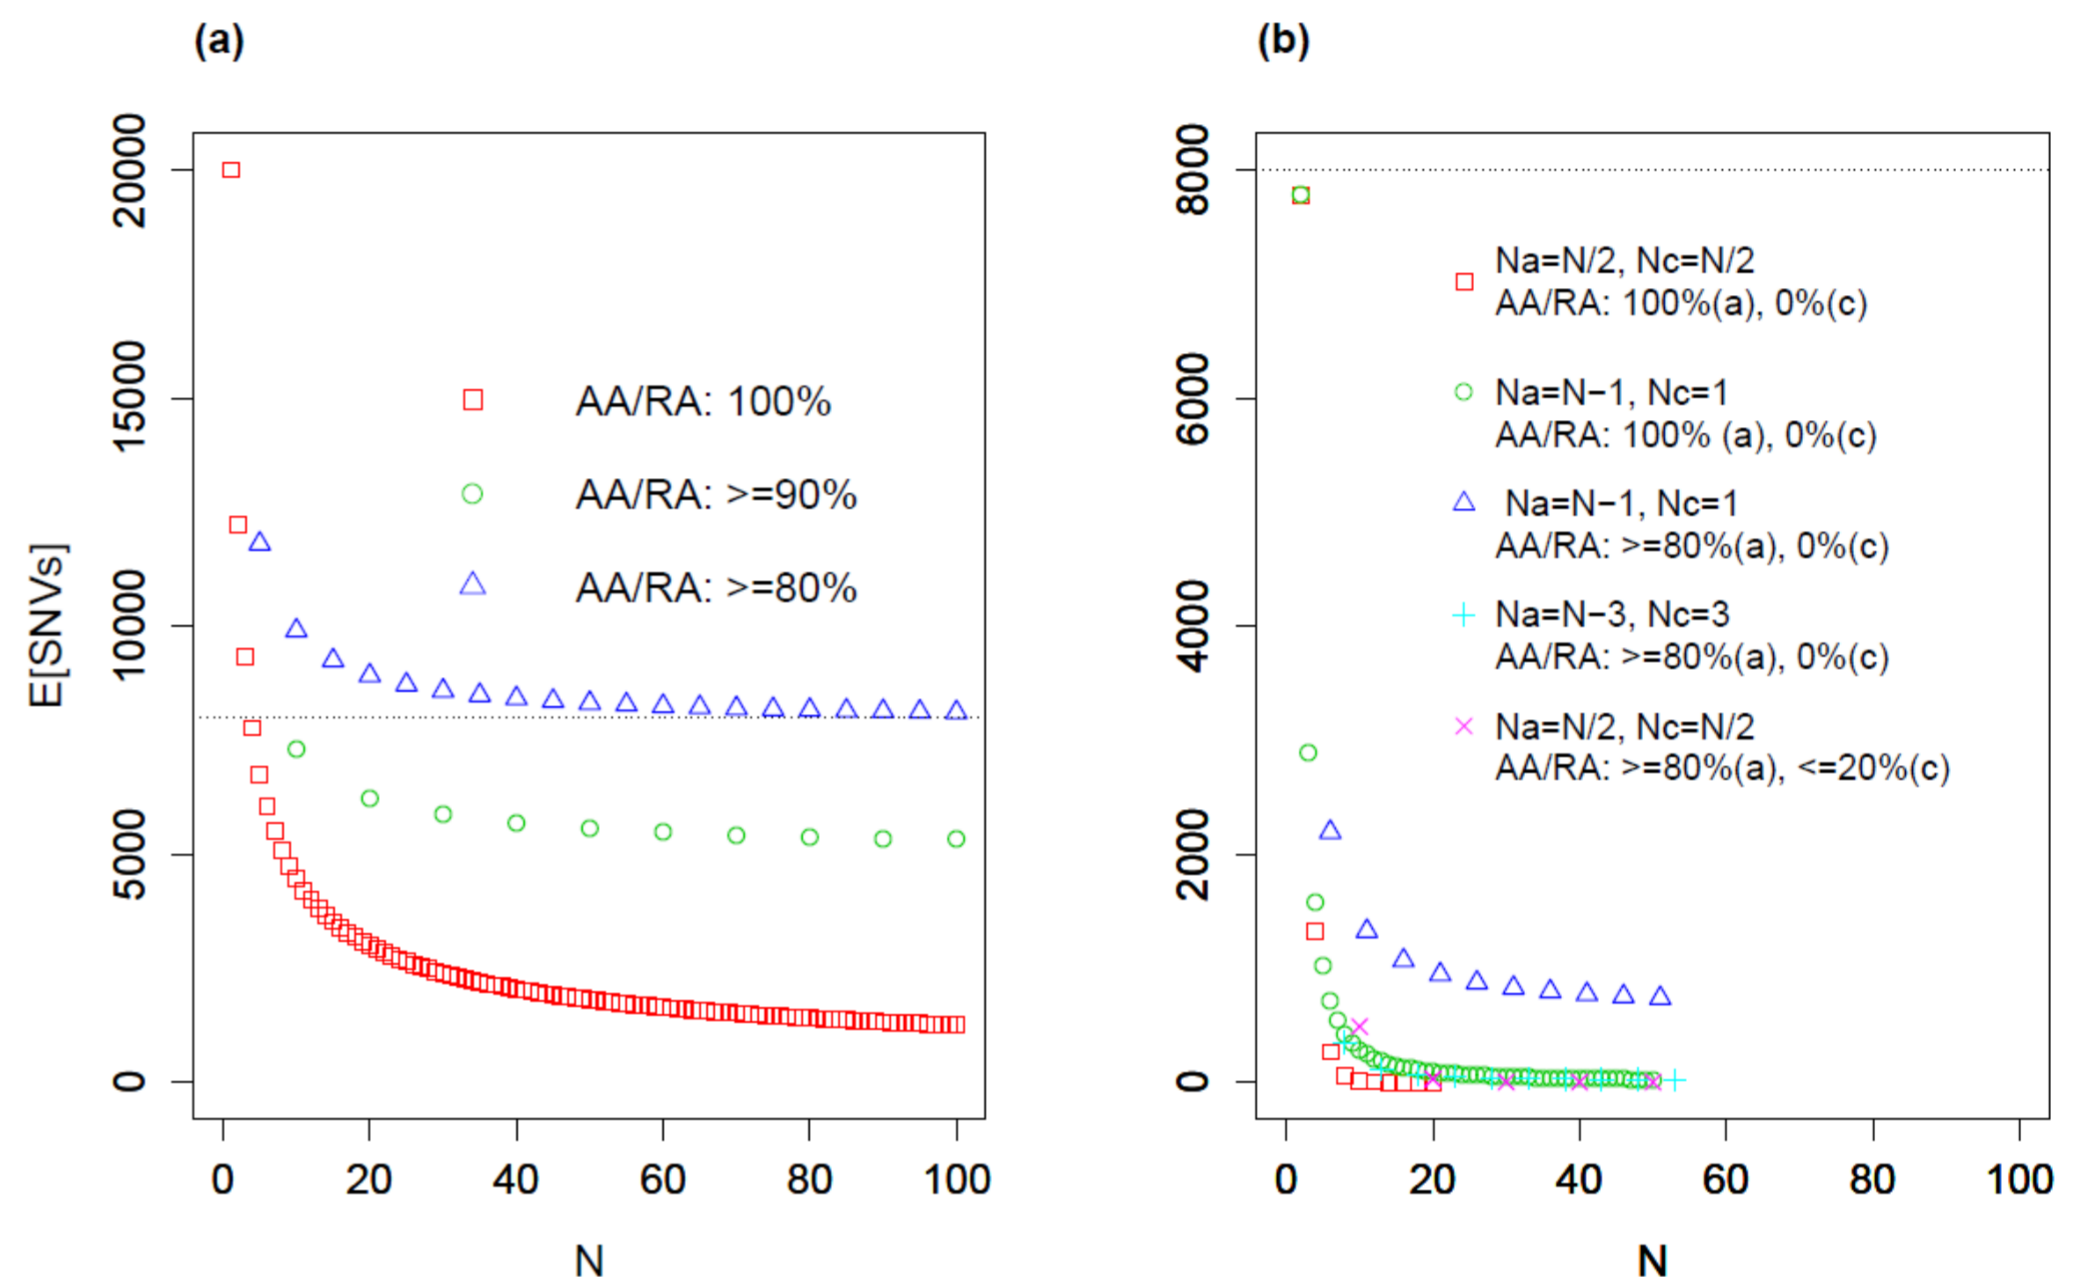 (a)
E[SNVs]
20000
15000
10000
5000
0
AA/RA: 100%
AA/RA: >=90%
AA/RA: >=80%
0 20 40 60 80 100
N
(b)
8000
6000
4000
2000
0
Na=N/2, Nc=N/2
AA/RA: 100%(a), 0%(c)
Na=N−1, Nc=1
AA/RA: 100% (a), 0%(c)
Na=N−1, Nc=1
AA/RA: >=80%(a), 0%(c)
Na=N−3, Nc=3
AA/RA: >=80%(a), 0%(c)
Na=N/2, Nc=N/2
AA/RA: >=80%(a), <=20%(c)
0 20 40 60 80 100
N